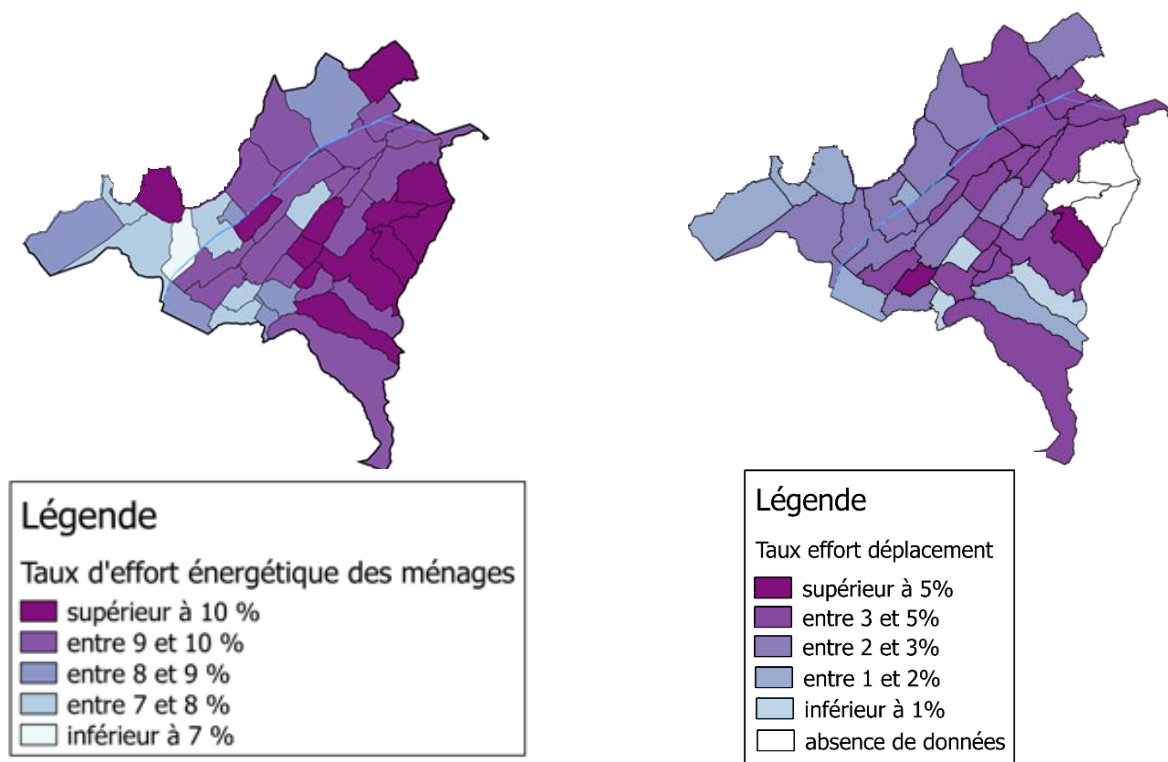 Légende
Taux d'effort énergétique des ménages
supérieur à 10 %
entre 9 et 10 %
entre 8 et 9 %
entre 7 et 8 %
inférieur à 7 %
Légende
Taux effort déplacement
supérieur à 5%
entre 3 et 5%
entre 2 et 3%
entre 1 et 2%
inférieur à 1%
absence de données